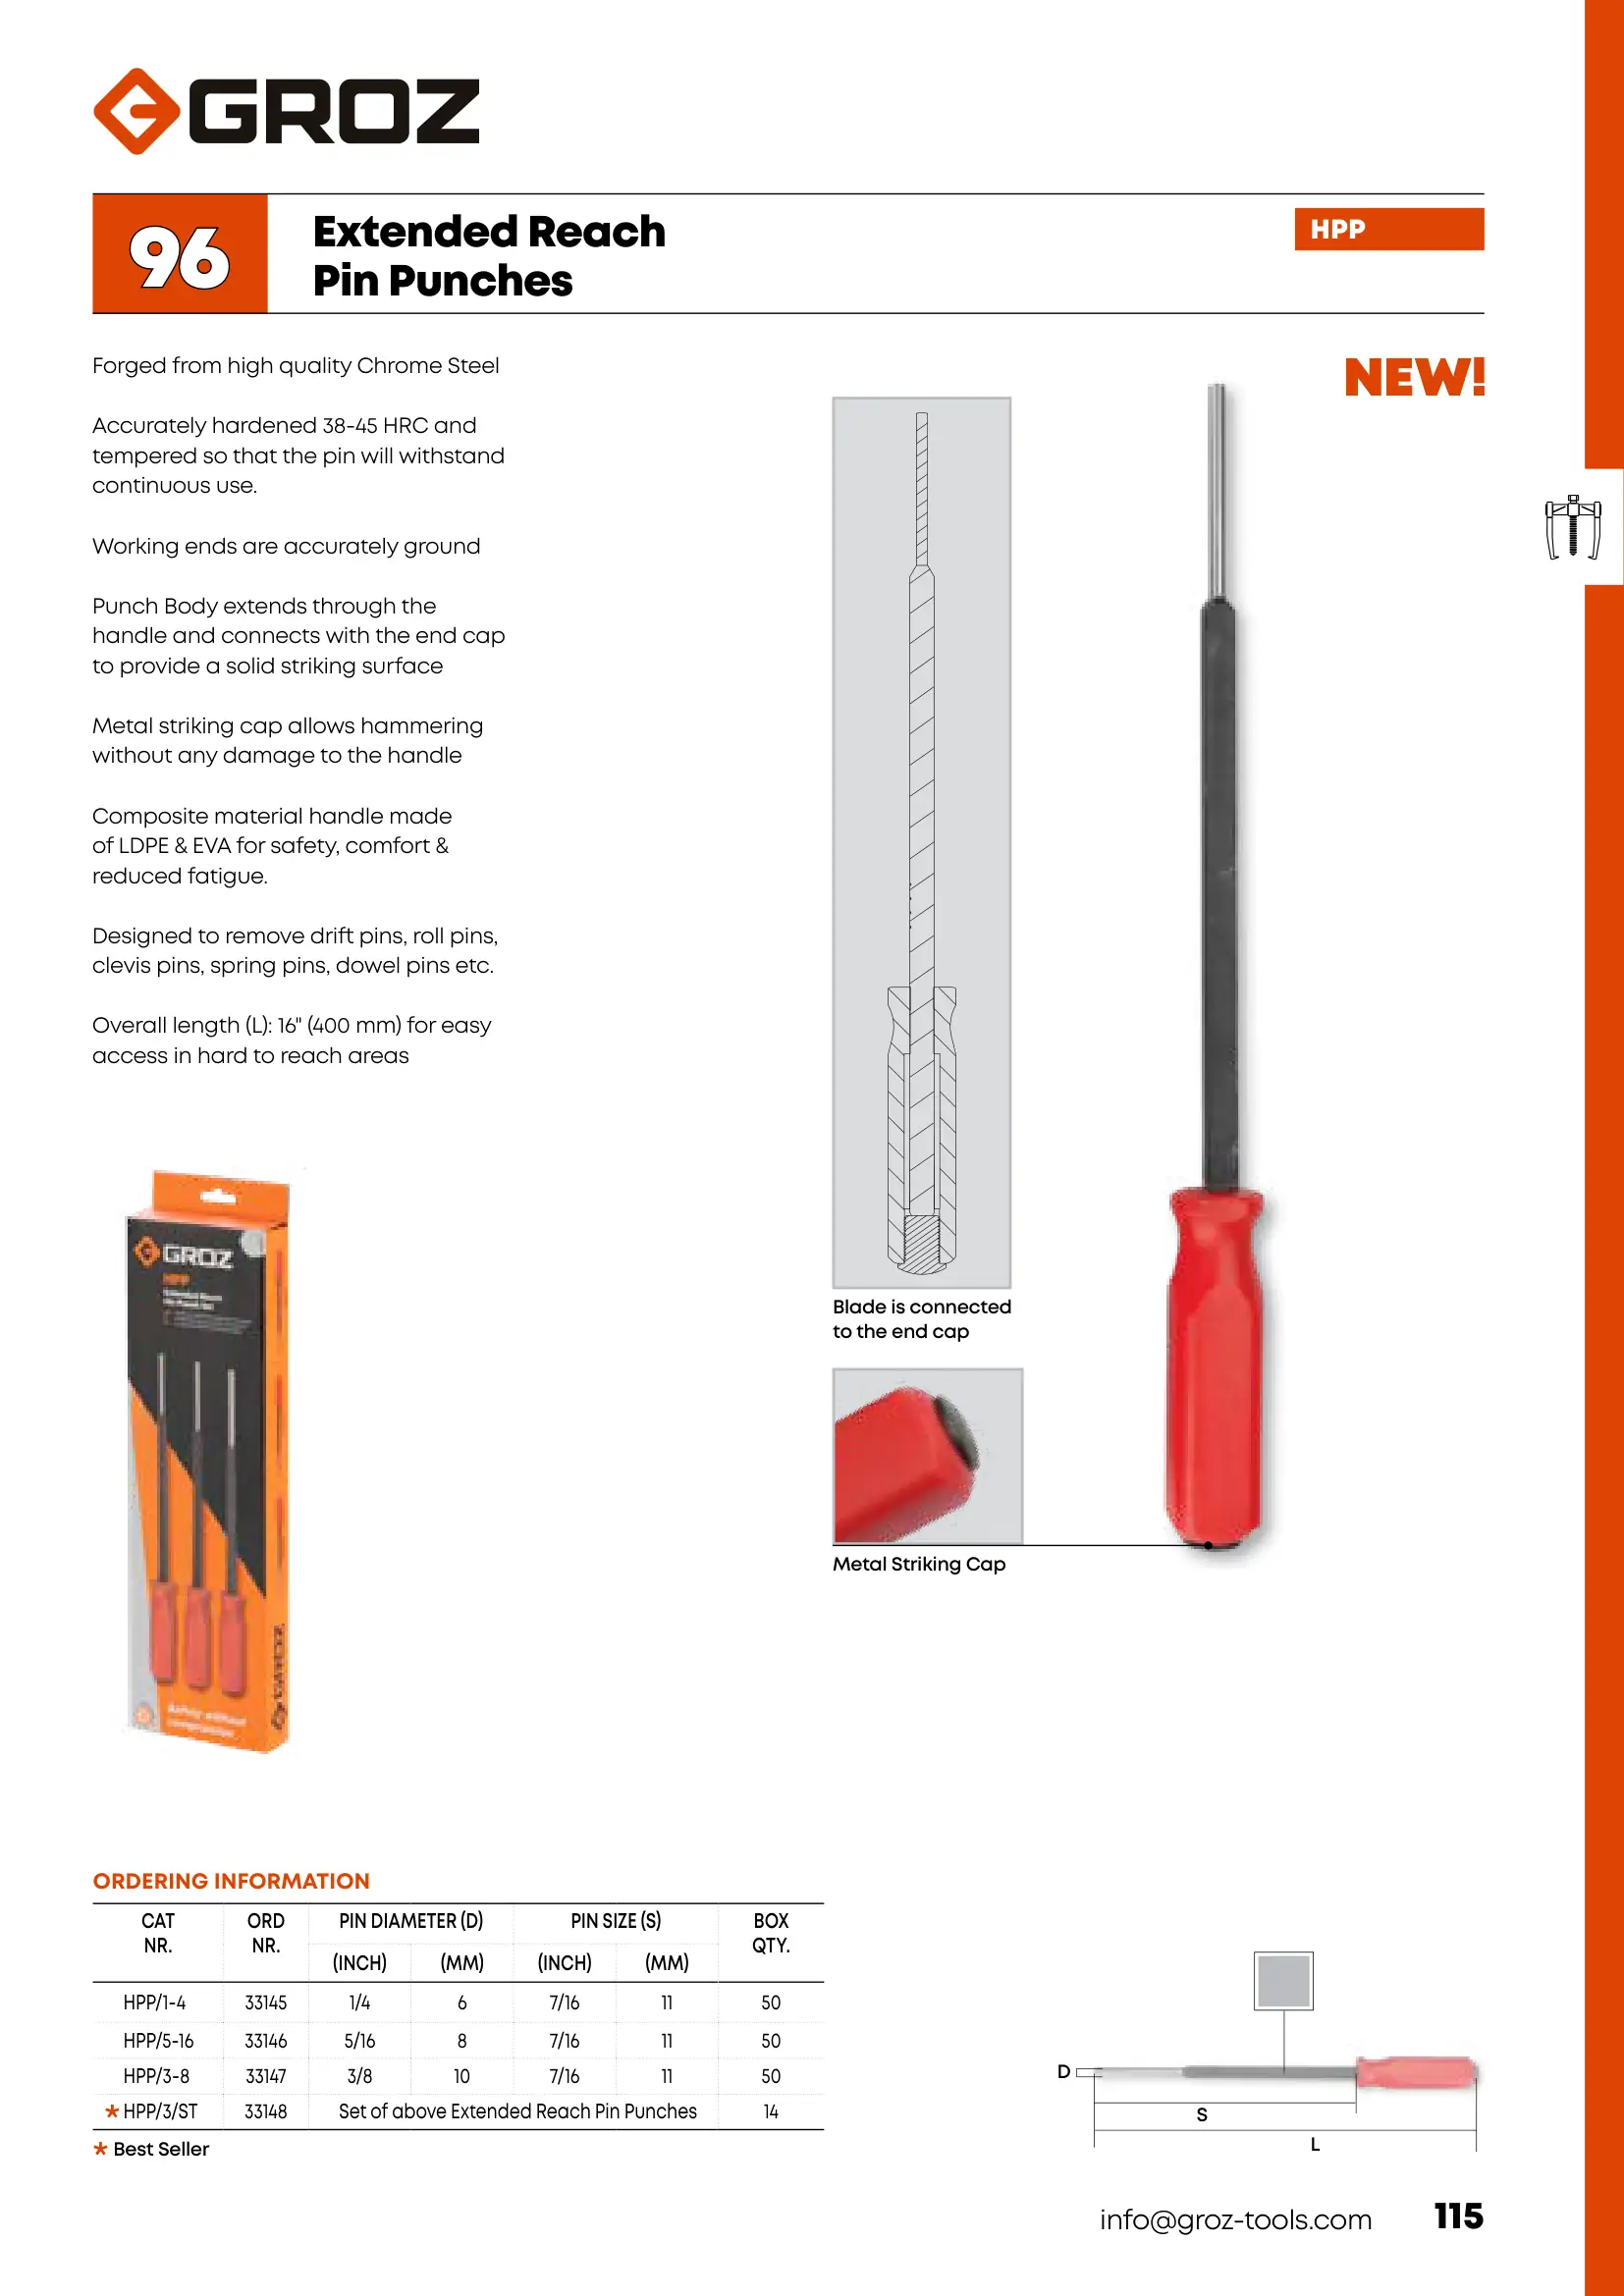 GROZ
96
Extended Reach
Pin Punches
HPP
NEW!
Forged from high quality Chrome Steel
Accurately hardened 38-45 HRC and
tempered so that the pin will withstand
continuous use.
Working ends are accurately ground
Punch Body extends through the
handle and connects with the end cap
to provide a solid striking surface
Metal striking cap allows hammering
without any damage to the handle
Composite material handle made
of LDPE & EVA for safety, comfort &
reduced fatigue.
Designed to remove drift pins, roll pins,
clevis pins, spring pins, dowel pins etc.
Overall length (L): 16" (400 mm) for easy
access in hard to reach areas
Blade is connected
to the end cap
Metal Striking Cap
GROZ
HPP
GROZ
ORDERING INFORMATION
CAT NR. ORD NR. PIN DIAMETER (D) PIN SIZE (S) BOX QTY.
(INCH) (MM) (INCH) (MM)
HPP/1-4 33145 1/4 6 7/16 11 50
HPP/5-16 33146 5/16 8 7/16 11 50
HPP/3-8 33147 3/8 10 7/16 11 50
* HPP/3/ST 33148 Set of above Extended Reach Pin Punches 14
* Best Seller
D
S
L
info@groz-tools.com 115